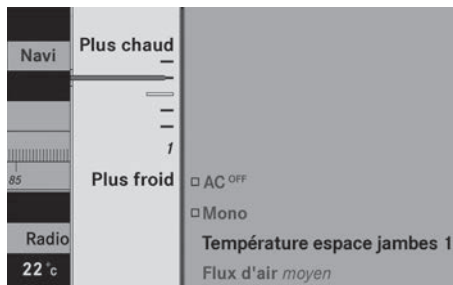 Navi
Plus chaud
1
85
Plus froid
AC OFF
Mono
Radio
Température espace jambes 1
22 °c
Flux d'air moyen